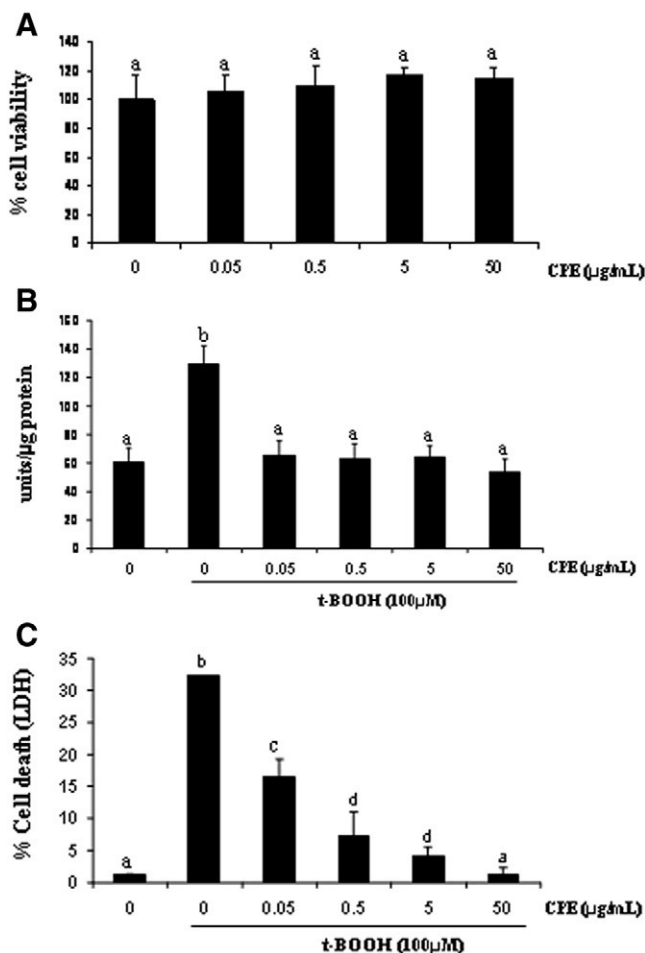 A
140
120
100
80
60
40
20
0
% cell viability
a a a a a
0 0.05 0.5 5 50 CPE (µg/mL)
B
160
140
120
100
80
60
40
20
0
units/µg protein
a b a a a a
0 0 0.05 0.5 5 50 CPE (µg/mL)
t-BOOH (100µM)
C
35
30
25
20
15
10
5
0
% Cell death (LDH)
a b c d d a
0 0 0.05 0.5 5 50 CPE (µg/mL)
t-BOOH (100µM)